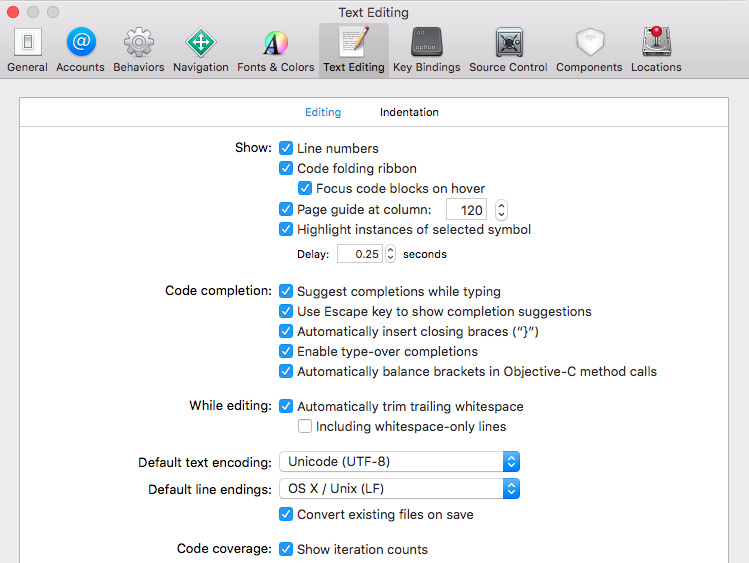 Text Editing
General Accounts Behaviors Navigation Fonts & Colors Text Editing Key Bindings Source Control Components Locations
alt
option
Editing Indentation
Show: Line numbers
Code folding ribbon
Focus code blocks on hover
Page guide at column: 120
Highlight instances of selected symbol
Delay: 0.25 seconds
Code completion: Suggest completions while typing
Use Escape key to show completion suggestions
Automatically insert closing braces (“}”)
Enable type-over completions
Automatically balance brackets in Objective-C method calls
While editing: Automatically trim trailing whitespace
Including whitespace-only lines
Default text encoding: Unicode (UTF-8)
Default line endings: OS X / Unix (LF)
Convert existing files on save
Code coverage: Show iteration counts